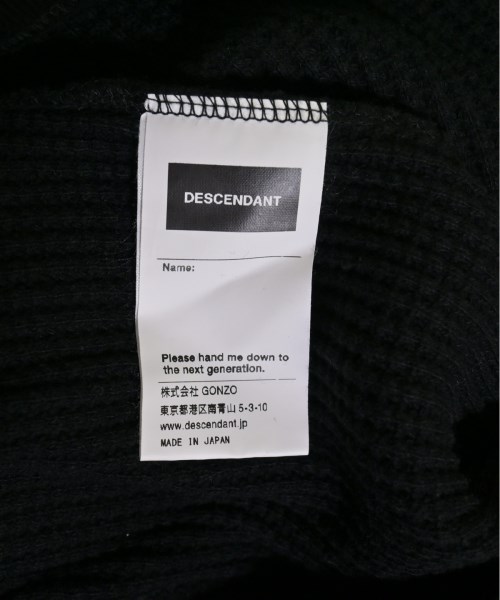 DESCENDANT
Name:
Please hand me down to
the next generation.
株式会社 GONZO
東京都港区南青山 5-3-10
www.descendant.jp
MADE IN JAPAN